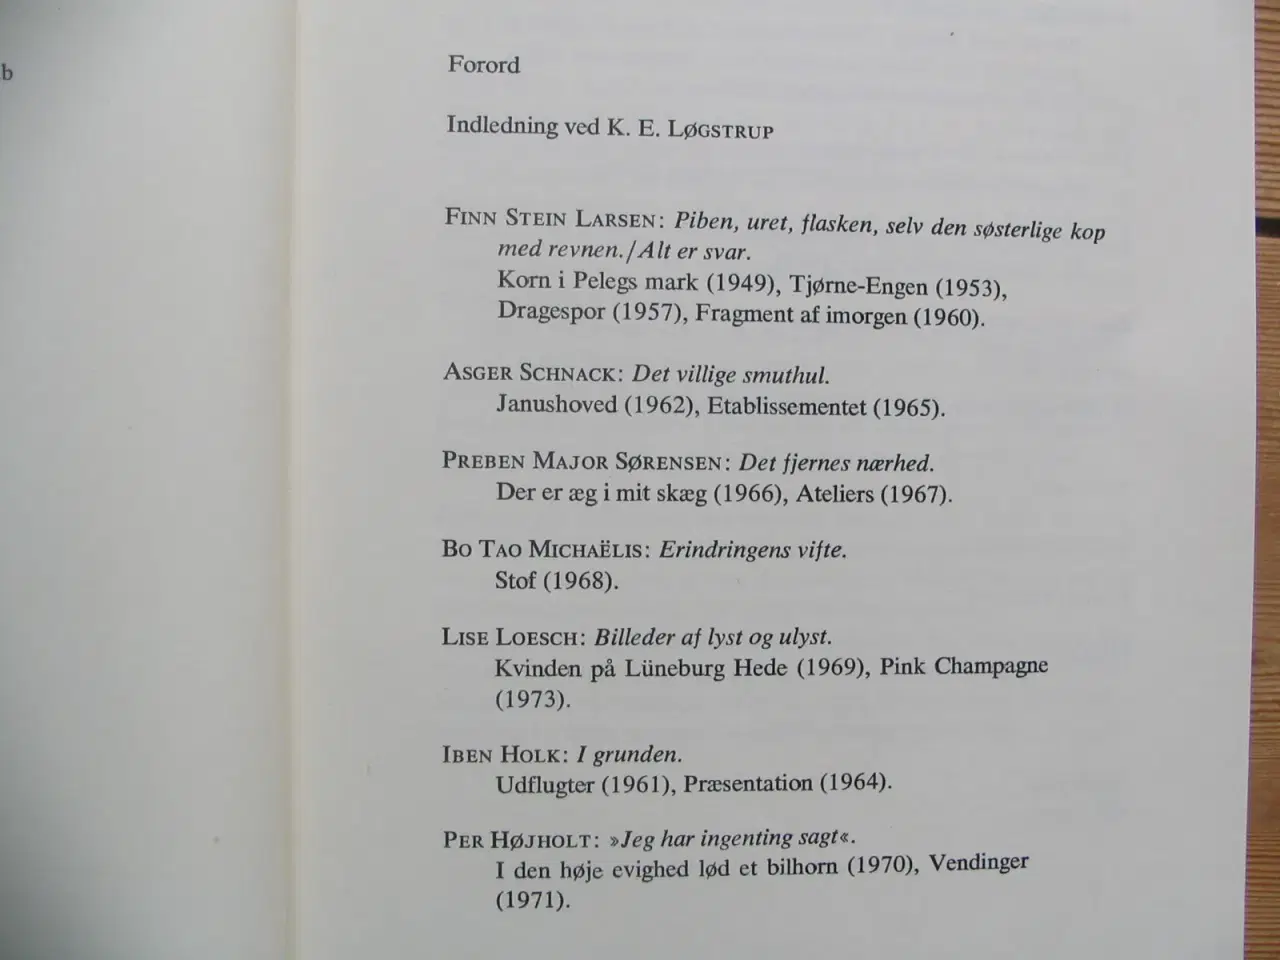 b
Forord
Indledning ved K. E. LØGSTRUP
FINN STEIN LARSEN: Piben, uret, flasken, selv den søsterlige kop
med revnen./Alt er svar.
Korn i Pelegs mark (1949), Tjørne-Engen (1953),
Dragespor (1957), Fragment af imorgen (1960).
ASGER SCHNACK: Det villige smuthul.
Janushoved (1962), Etablissementet (1965).
PREBEN MAJOR SØRENSEN: Det fjernes nærhed.
Der er æg i mit skæg (1966), Ateliers (1967).
BO TAO MICHAËLIS: Erindringens vifte.
Stof (1968).
LISE LOESCH: Billeder af lyst og ulyst.
Kvinden på Lüneburg Hede (1969), Pink Champagne
(1973).
IBEN HOLK: I grunden.
Udflugter (1961), Præsentation (1964).
PER HØJHOLT: »Jeg har ingenting sagt«.
I den høje evighed lød et bilhorn (1970), Vendinger
(1971).